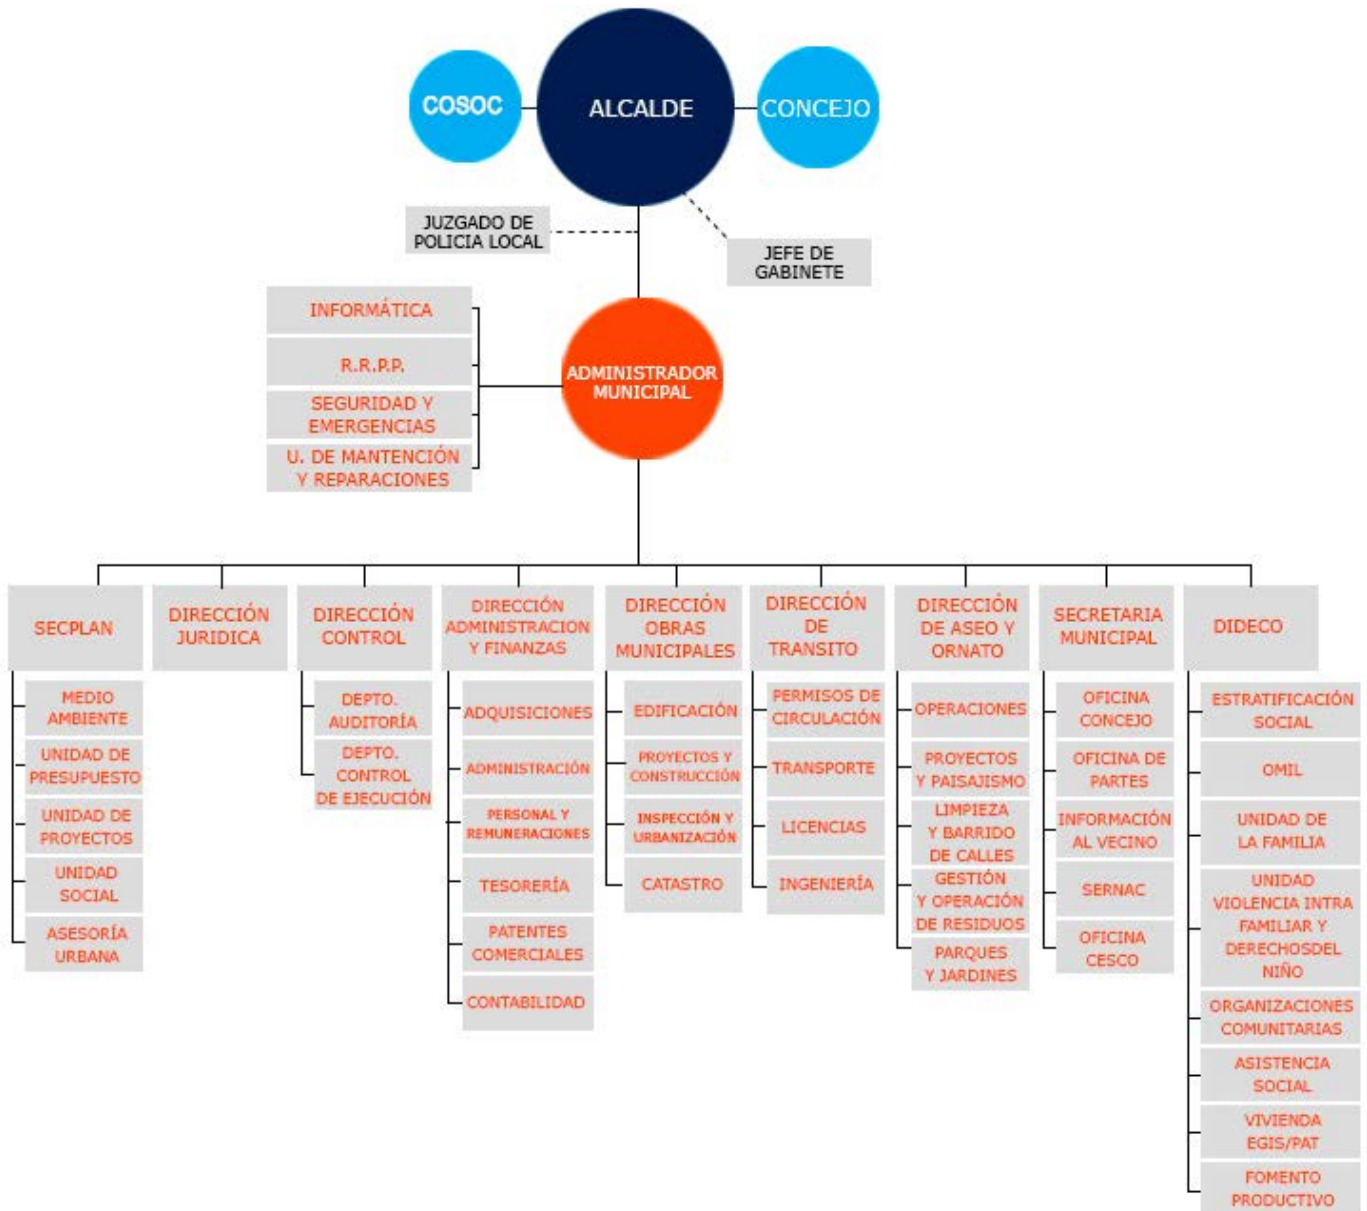 COSOC
ALCALDE
CONCEJO
JUZGADO DE
POLICIA LOCAL
JEFE DE
GABINETE
INFORMÁTICA
R.R.P.P.
SEGURIDAD Y
EMERGENCIAS
U. DE MANTENCIÓN
Y REPARACIONES
ADMINISTRADOR
MUNICIPAL
SECPLAN
MEDIO
AMBIENTE
UNIDAD DE
PRESUPUESTO
UNIDAD DE
PROYECTOS
UNIDAD
SOCIAL
ASESORÍA
URBANA
DIRECCIÓN
JURIDICA
DIRECCIÓN
CONTROL
DEPTO.
AUDITORÍA
DEPTO.
CONTROL
DE EJECUCIÓN
DIRECCIÓN
ADMINISTRACION
Y FINANZAS
ADQUISICIONES
ADMINISTRACIÓN
PERSONAL Y
REMUNERACIONES
TESORERÍA
PATENTES
COMERCIALES
CONTABILIDAD
DIRECCIÓN
OBRAS
MUNICIPALES
EDIFICACIÓN
PROYECTOS Y
CONSTRUCCIÓN
INSPECCIÓN Y
URBANIZACIÓN
CATASTRO
DIRECCIÓN
DE
TRANSITO
PERMISOS DE
CIRCULACIÓN
TRANSPORTE
LICENCIAS
INGENIERÍA
DIRECCIÓN
DE ASEO Y
ORNATO
OPERACIONES
PROYECTOS
Y PAISAJISMO
LIMPIEZA
Y BARRIDO
DE CALLES
GESTIÓN
Y OPERACIÓN
DE RESIDUOS
PARQUES
Y JARDINES
SECRETARIA
MUNICIPAL
OFICINA
CONCEJO
OFICINA DE
PARTES
INFORMACIÓN
AL VECINO
SERNAC
OFICINA
CESCO
DIDECO
ESTRATIFICACIÓN
SOCIAL
OMIL
UNIDAD DE
LA FAMILIA
UNIDAD
VIOLENCIA INTRA
FAMILIAR Y
DERECHOSDEL
NIÑO
ORGANIZACIONES
COMUNITARIAS
ASISTENCIA
SOCIAL
VIVIENDA
EGIS/PAT
FOMENTO
PRODUCTIVO